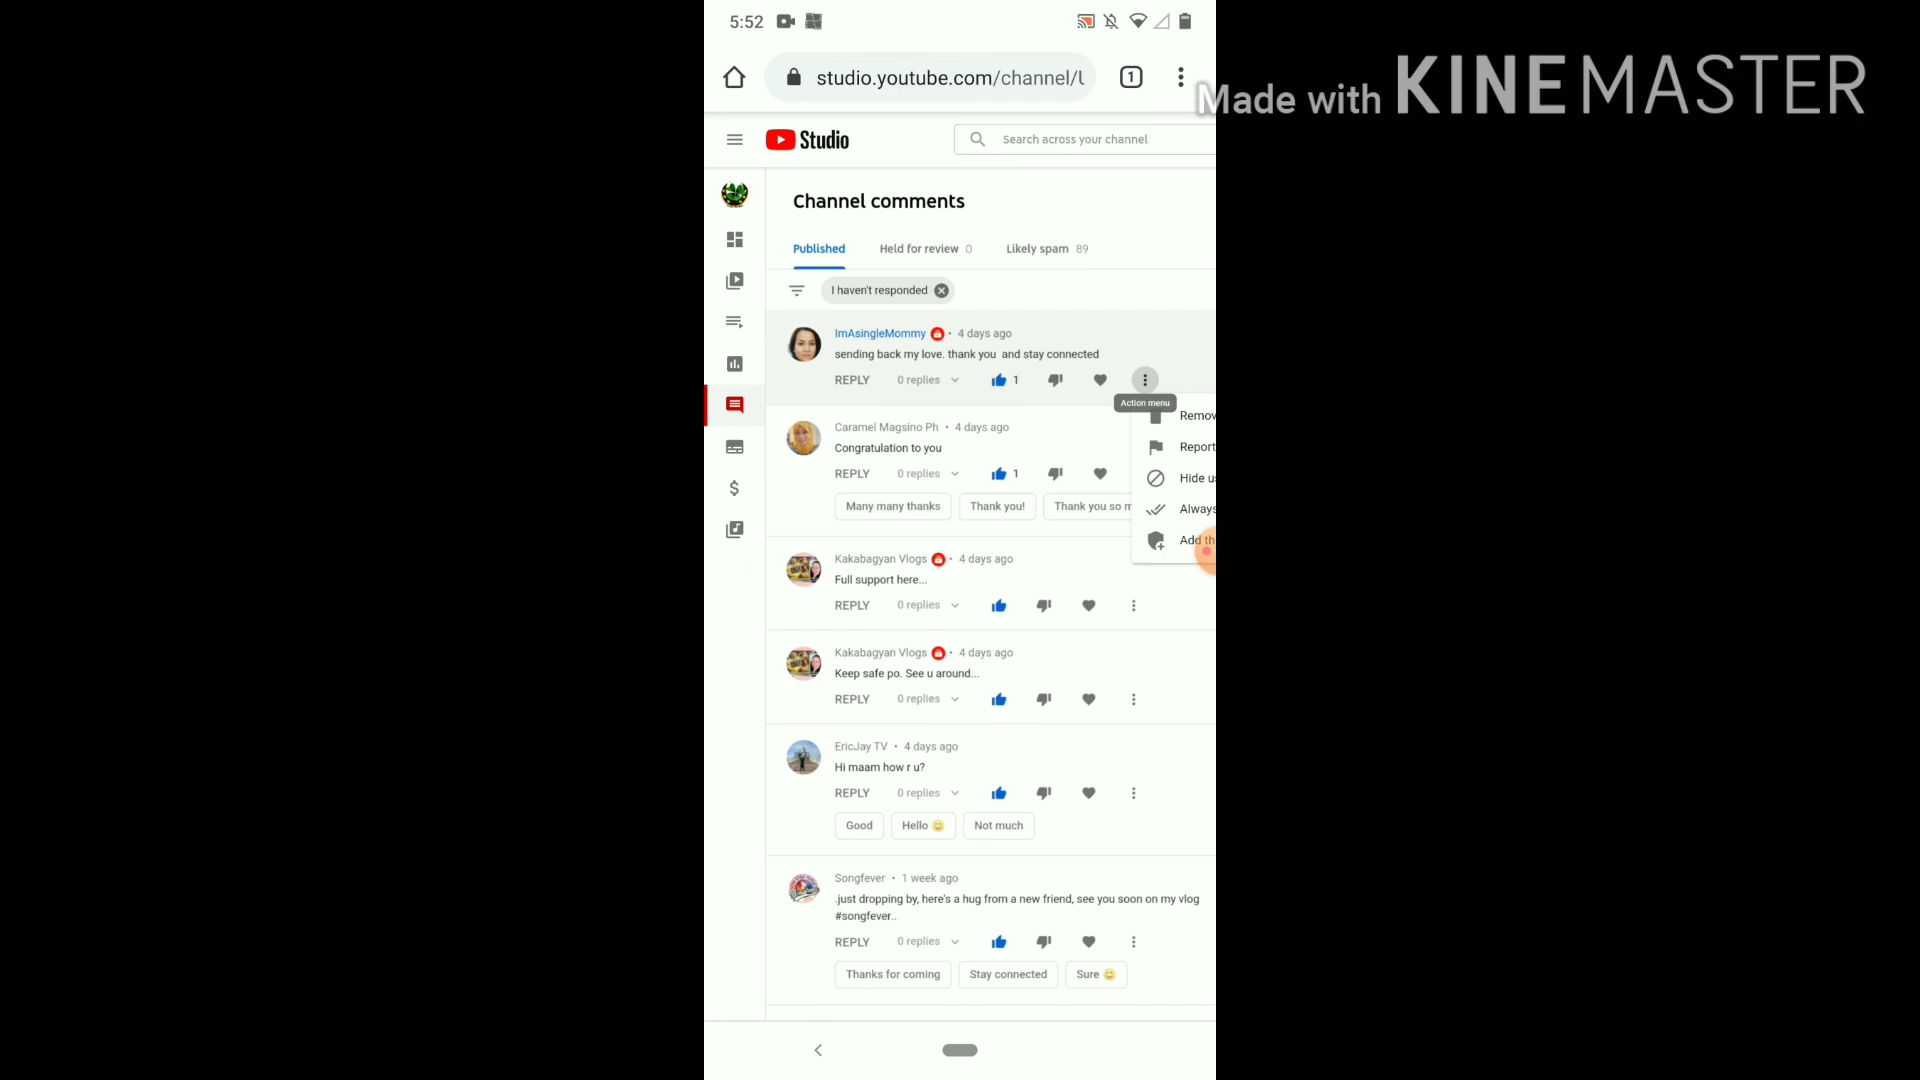 5:52
studio.youtube.com/channel/
1
Made with KINEMASTER
Studio
Search across your channel
Channel comments
Published Held for review 0 Likely spam 89
I haven't responded
ImAsingleMommy • 4 days ago
sending back my love. thank you and stay connected
REPLY 0 replies 1
Action menu
Remov
Report
Hide u
Always
Add th
Caramel Magsino Ph • 4 days ago
Congratulation to you
REPLY 0 replies 1
Many many thanks Thank you! Thank you so m
Kakabagyan Vlogs • 4 days ago
Full support here...
REPLY 0 replies
Kakabagyan Vlogs • 4 days ago
Keep safe po. See u around...
REPLY 0 replies
EricJay TV • 4 days ago
Hi maam how r u?
REPLY 0 replies
Good Hello 😊 Not much
Songfever • 1 week ago
.just dropping by, here's a hug from a new friend, see you soon on my vlog
#songfever..
REPLY 0 replies
Thanks for coming Stay connected Sure 😊